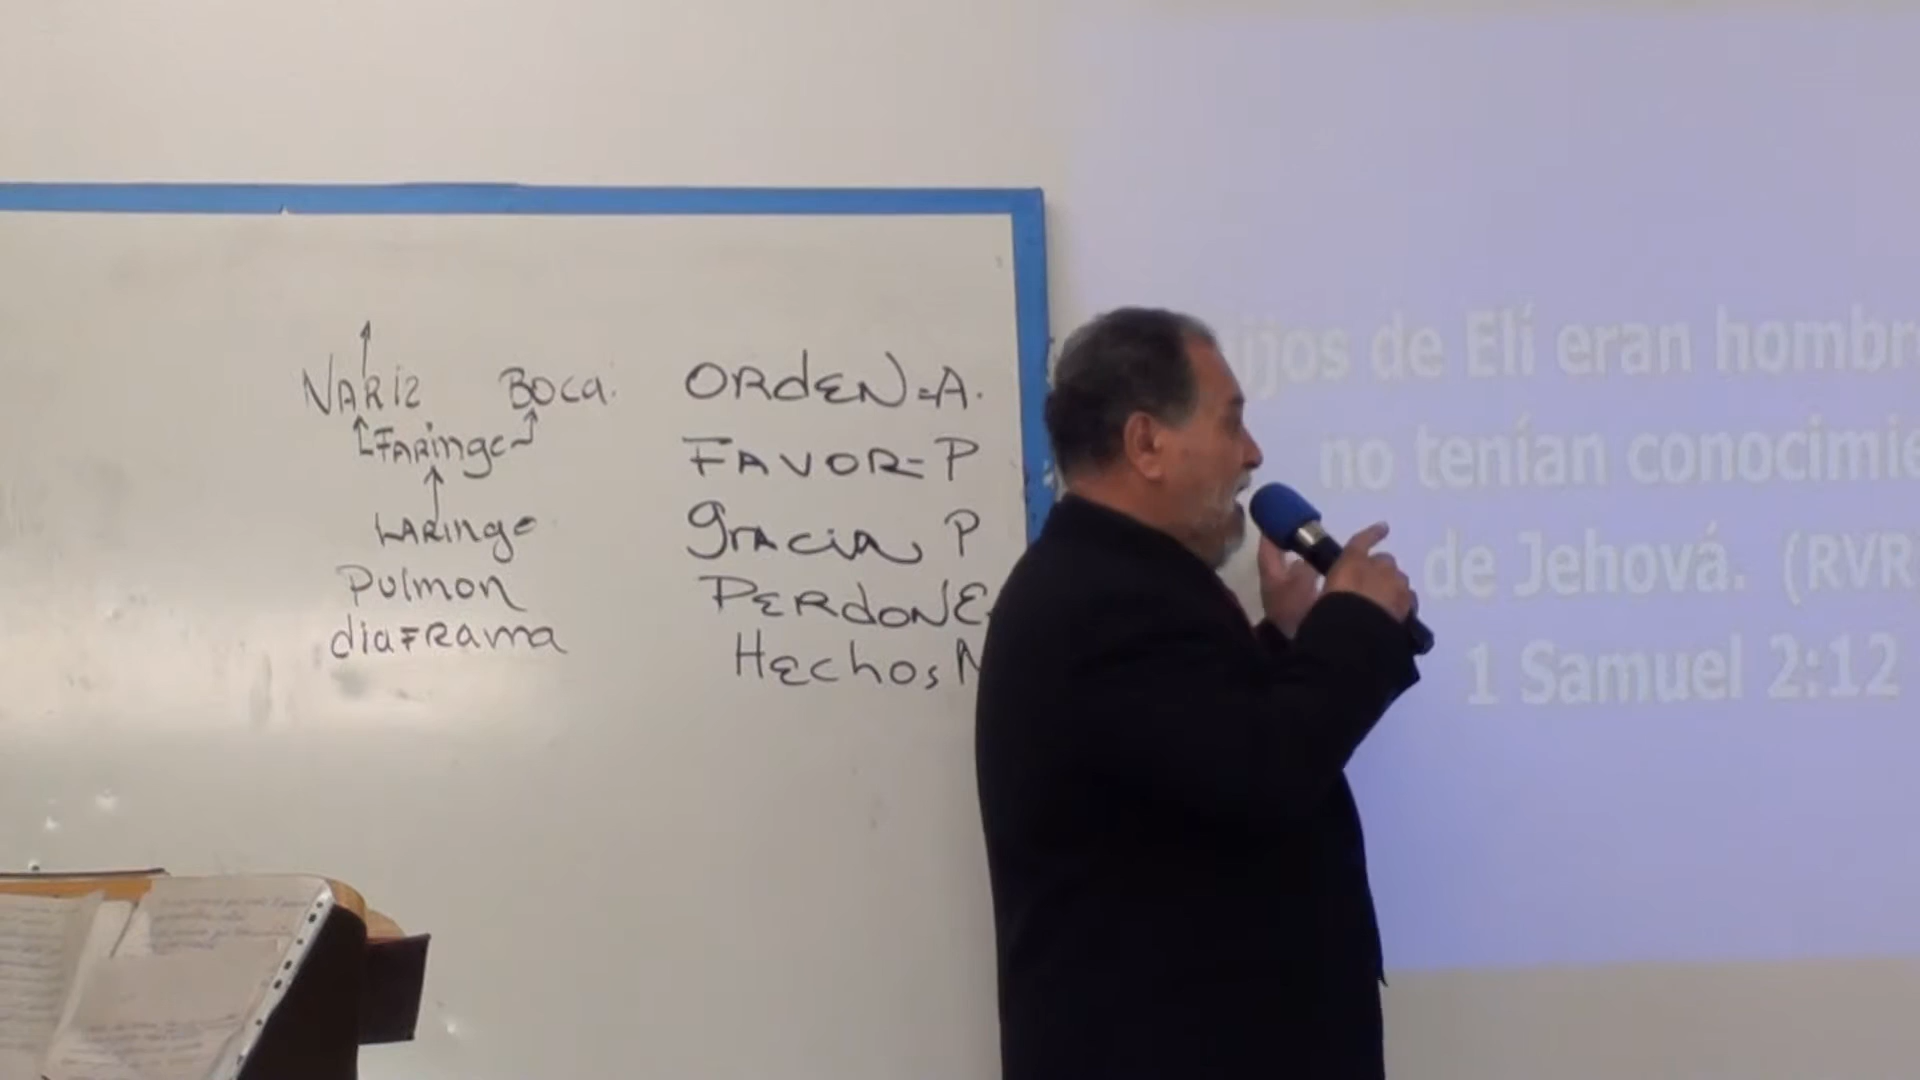 NARIZ BOCA.
FARINGE
LARINGE
PULMON
diaFRAMA
ORDEN=A.
FAVOR=P
GRACIA P
PERDONE
HECHOS
ijos de Elí eran hombr
no tenían conocimie
de Jehová. (RVR
1 Samuel 2:12